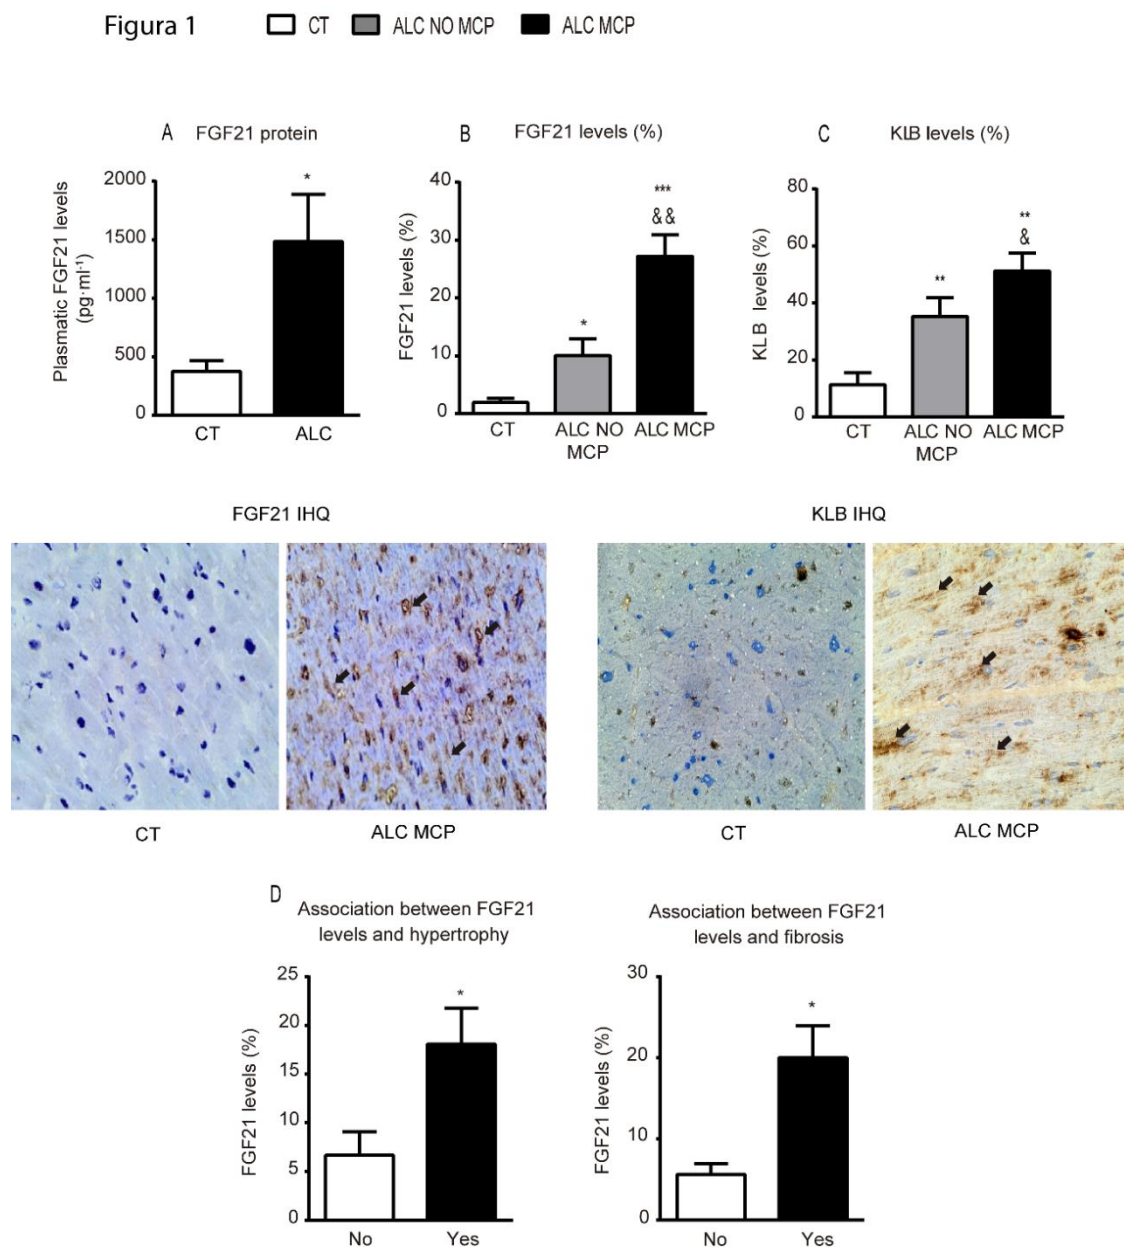 Figura 1
CT
ALC NO MCP
ALC MCP
A FGF21 protein
Plasmatic FGF21 levels
(pg·ml⁻¹)
2000
1500
1000
500
0
*
CT
ALC
B FGF21 levels (%)
FGF21 levels (%)
40
30
20
10
0
*
***
&&
CT
ALC NO
MCP
ALC MCP
C KLB levels (%)
KLB levels (%)
80
60
40
20
0
**
**
&
CT
ALC NO
MCP
ALC MCP
FGF21 IHQ
CT
ALC MCP
KLB IHQ
CT
ALC MCP
D
Association between FGF21
levels and hypertrophy
FGF21 levels (%)
25
20
15
10
5
0
*
No
Yes
Association between FGF21
levels and fibrosis
FGF21 levels (%)
30
20
10
0
*
No
Yes